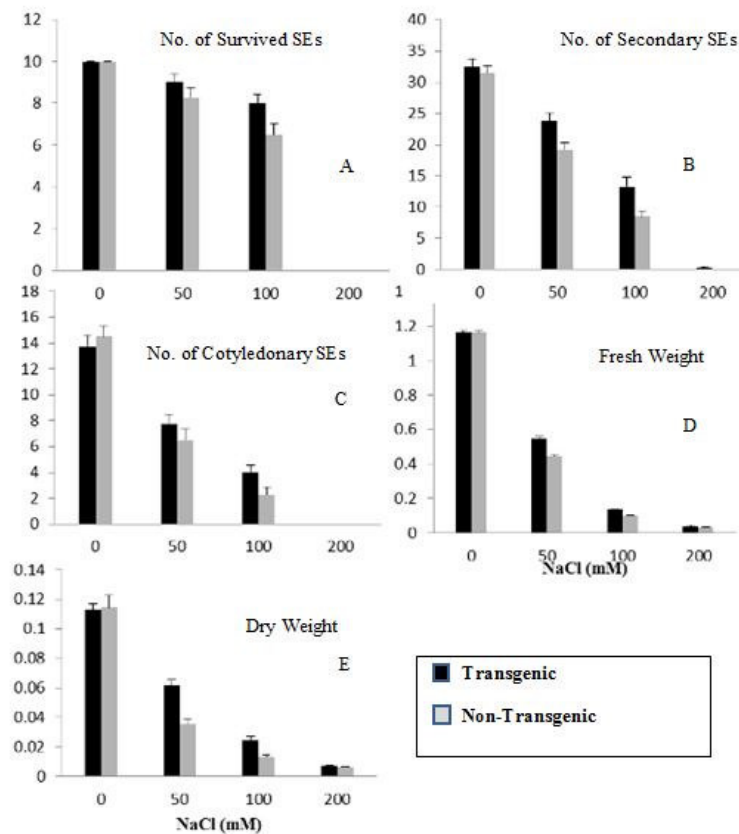 12
10
8
6
4
2
0
No. of Survived SEs
A
0 50 100 200
40
35
30
25
20
15
10
5
0
No. of Secondary SEs
B
0 50 100 200
18
16
14
12
10
8
6
4
2
0
No. of Cotyledonary SEs
C
0 50 100 200
1
1.2
1
0.8
0.6
0.4
0.2
0
Fresh Weight
D
0 50 100 200
NaCl (mM)
0.14
0.12
0.1
0.08
0.06
0.04
0.02
0
Dry Weight
E
0 50 100 200
NaCl (mM)
Transgenic
Non-Transgenic